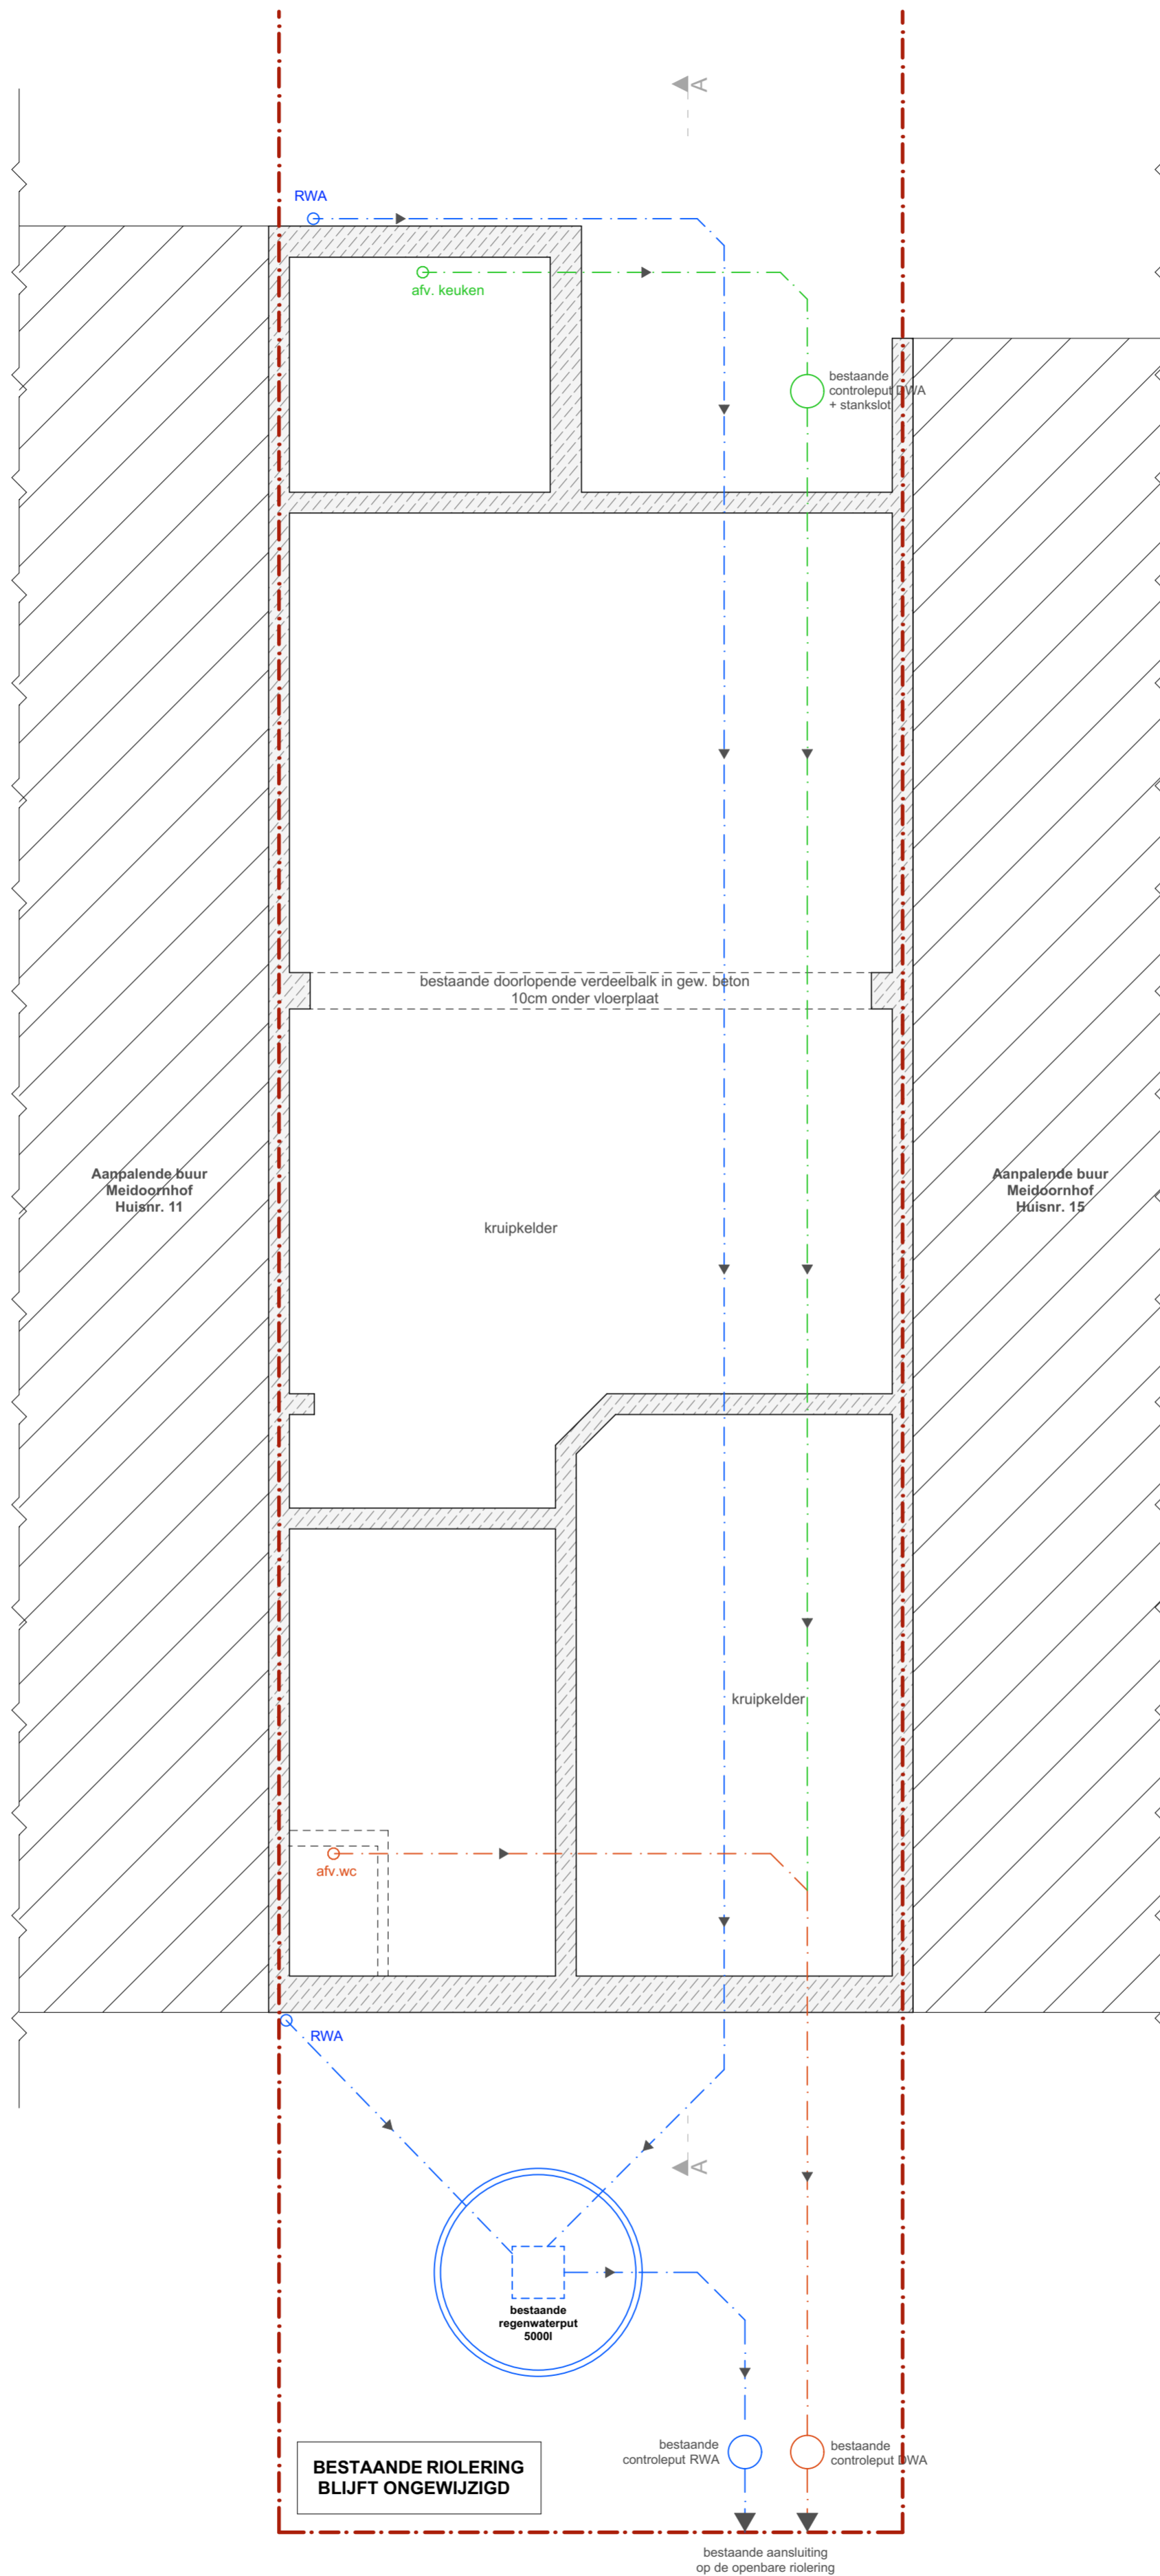 A
RWA
afv. keuken
bestaande
controleput DWA
+ stankslot
bestaande doorlopende verdeelbalk in gew. beton
10cm onder vloerplaat
Aanpalende buur
Meidoornhof
Huisnr. 11
Aanpalende buur
Meidoornhof
Huisnr. 15
kruipkelder
kruipkelder
afv.wc
RWA
A
bestaande
regenwaterput
5000l
bestaande
controleput RWA
bestaande
controleput DWA
BESTAANDE RIOLERING
BLIJFT ONGEWIJZIGD
bestaande aansluiting
op de openbare riolering